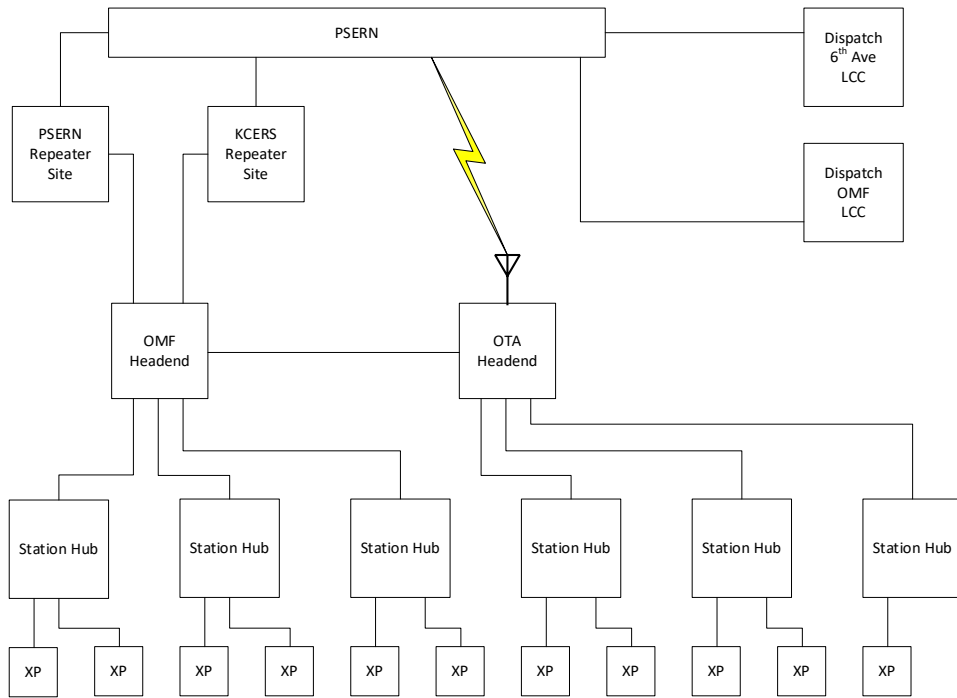 PSERN
Dispatch
6th Ave
LCC
PSERN
Repeater
Site
KCERS
Repeater
Site
Dispatch
OMF
LCC
OMF
Headend
OTA
Headend
Station Hub
Station Hub
Station Hub
Station Hub
Station Hub
Station Hub
XP
XP
XP
XP
XP
XP
XP
XP
XP
XP
XP